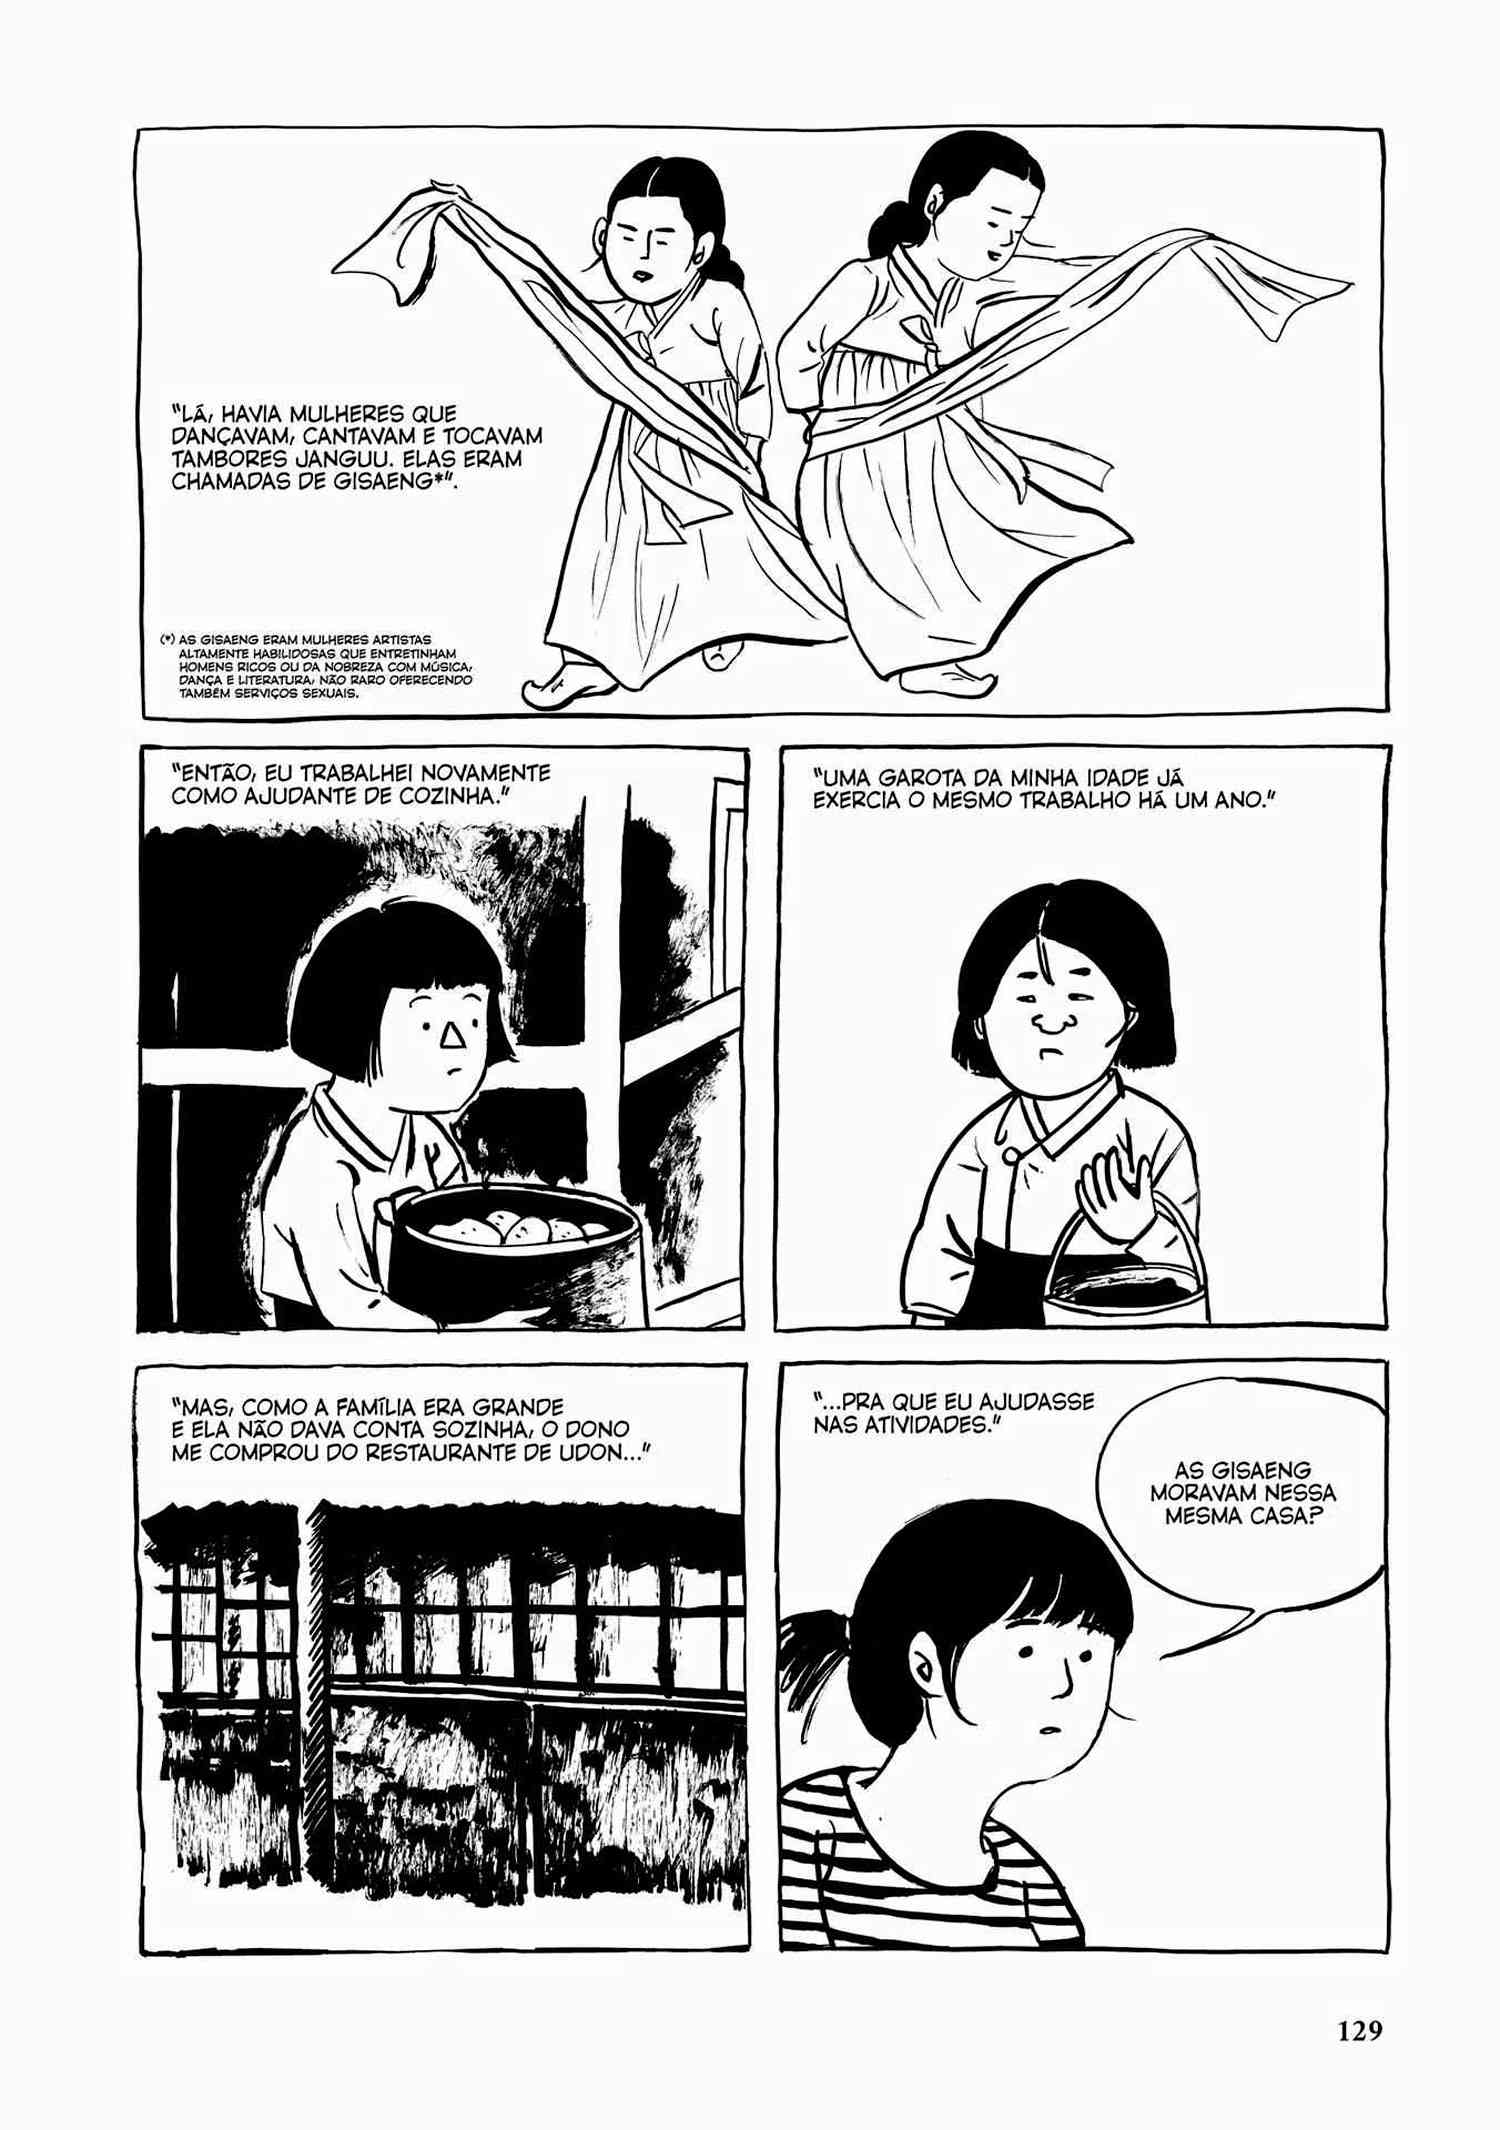 "LÁ, HAVIA MULHERES QUE
DANÇAVAM, CANTAVAM E TOCAVAM
TAMBORES JANGUU. ELAS ERAM
CHAMADAS DE GISAENG*".
(*) AS GISAENG ERAM MULHERES ARTISTAS
ALTAMENTE HABILIDOSAS QUE ENTRETINHAM
HOMENS RICOS OU DA NOBREZA COM MÚSICA,
DANÇA E LITERATURA, NÃO RARO OFERECENDO
TAMBÉM SERVIÇOS SEXUAIS.
"ENTÃO, EU TRABALHEI NOVAMENTE
COMO AJUDANTE DE COZINHA."
"UMA GAROTA DA MINHA IDADE JÁ
EXERCIA O MESMO TRABALHO HÁ UM ANO."
"MAS, COMO A FAMÍLIA ERA GRANDE
E ELA NÃO DAVA CONTA SOZINHA, O DONO
ME COMPROU DO RESTAURANTE DE UDON..."
"...PRA QUE EU AJUDASSE
NAS ATIVIDADES."
AS GISAENG
MORAVAM NESSA
MESMA CASA?
129